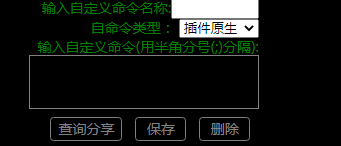 输入自定义命令名称:
自命令类型： 插件原生
输入自定义命令(用半角分号(;)分隔):
查询分享 保存 删除